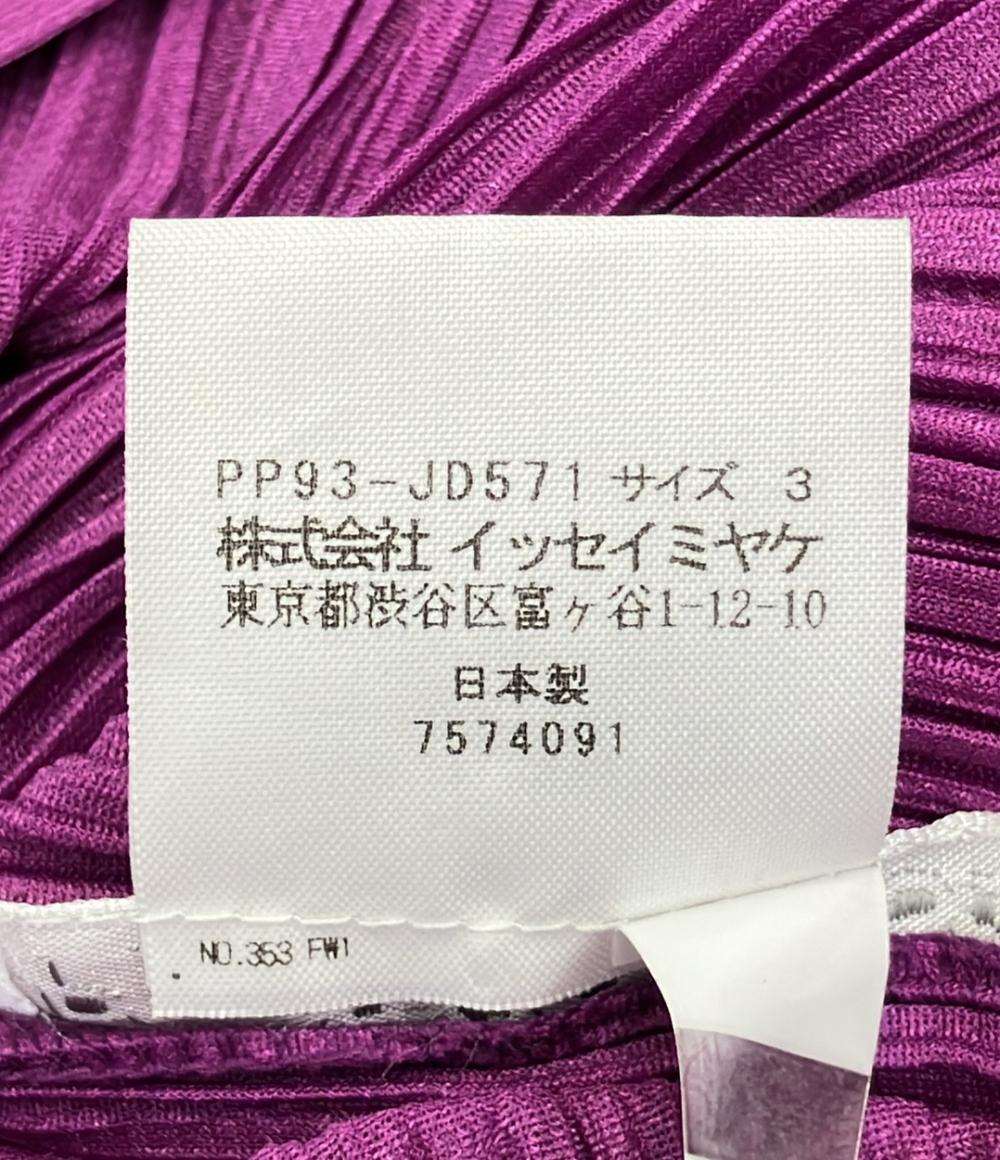 PP93-JD571 サイズ 3
株式会社 イッセイミヤケ
東京都渋谷区富ヶ谷1-12-10
日本製
7574091
NO.353 FW1